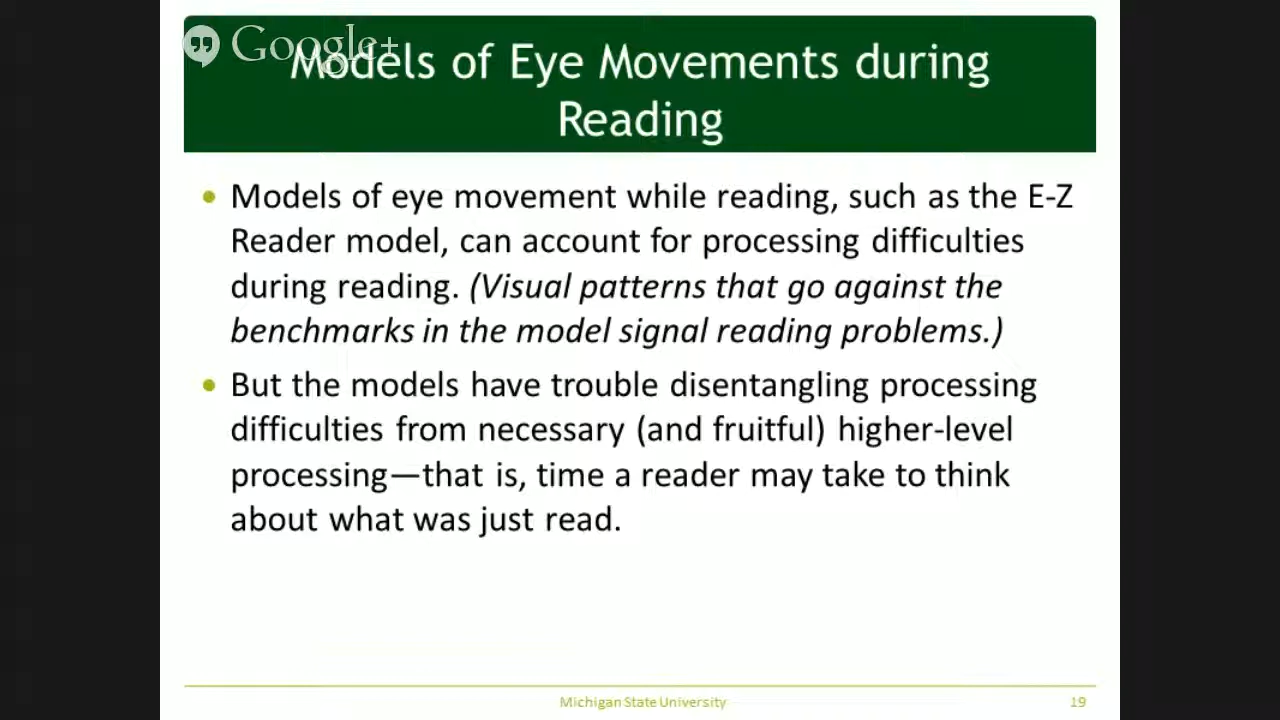 Google+
Models of Eye Movements during
Reading
Models of eye movement while reading, such as the E-Z
Reader model, can account for processing difficulties
during reading. (Visual patterns that go against the
benchmarks in the model signal reading problems.)
But the models have trouble disentangling processing
difficulties from necessary (and fruitful) higher-level
processing—that is, time a reader may take to think
about what was just read.
Michigan State University
19